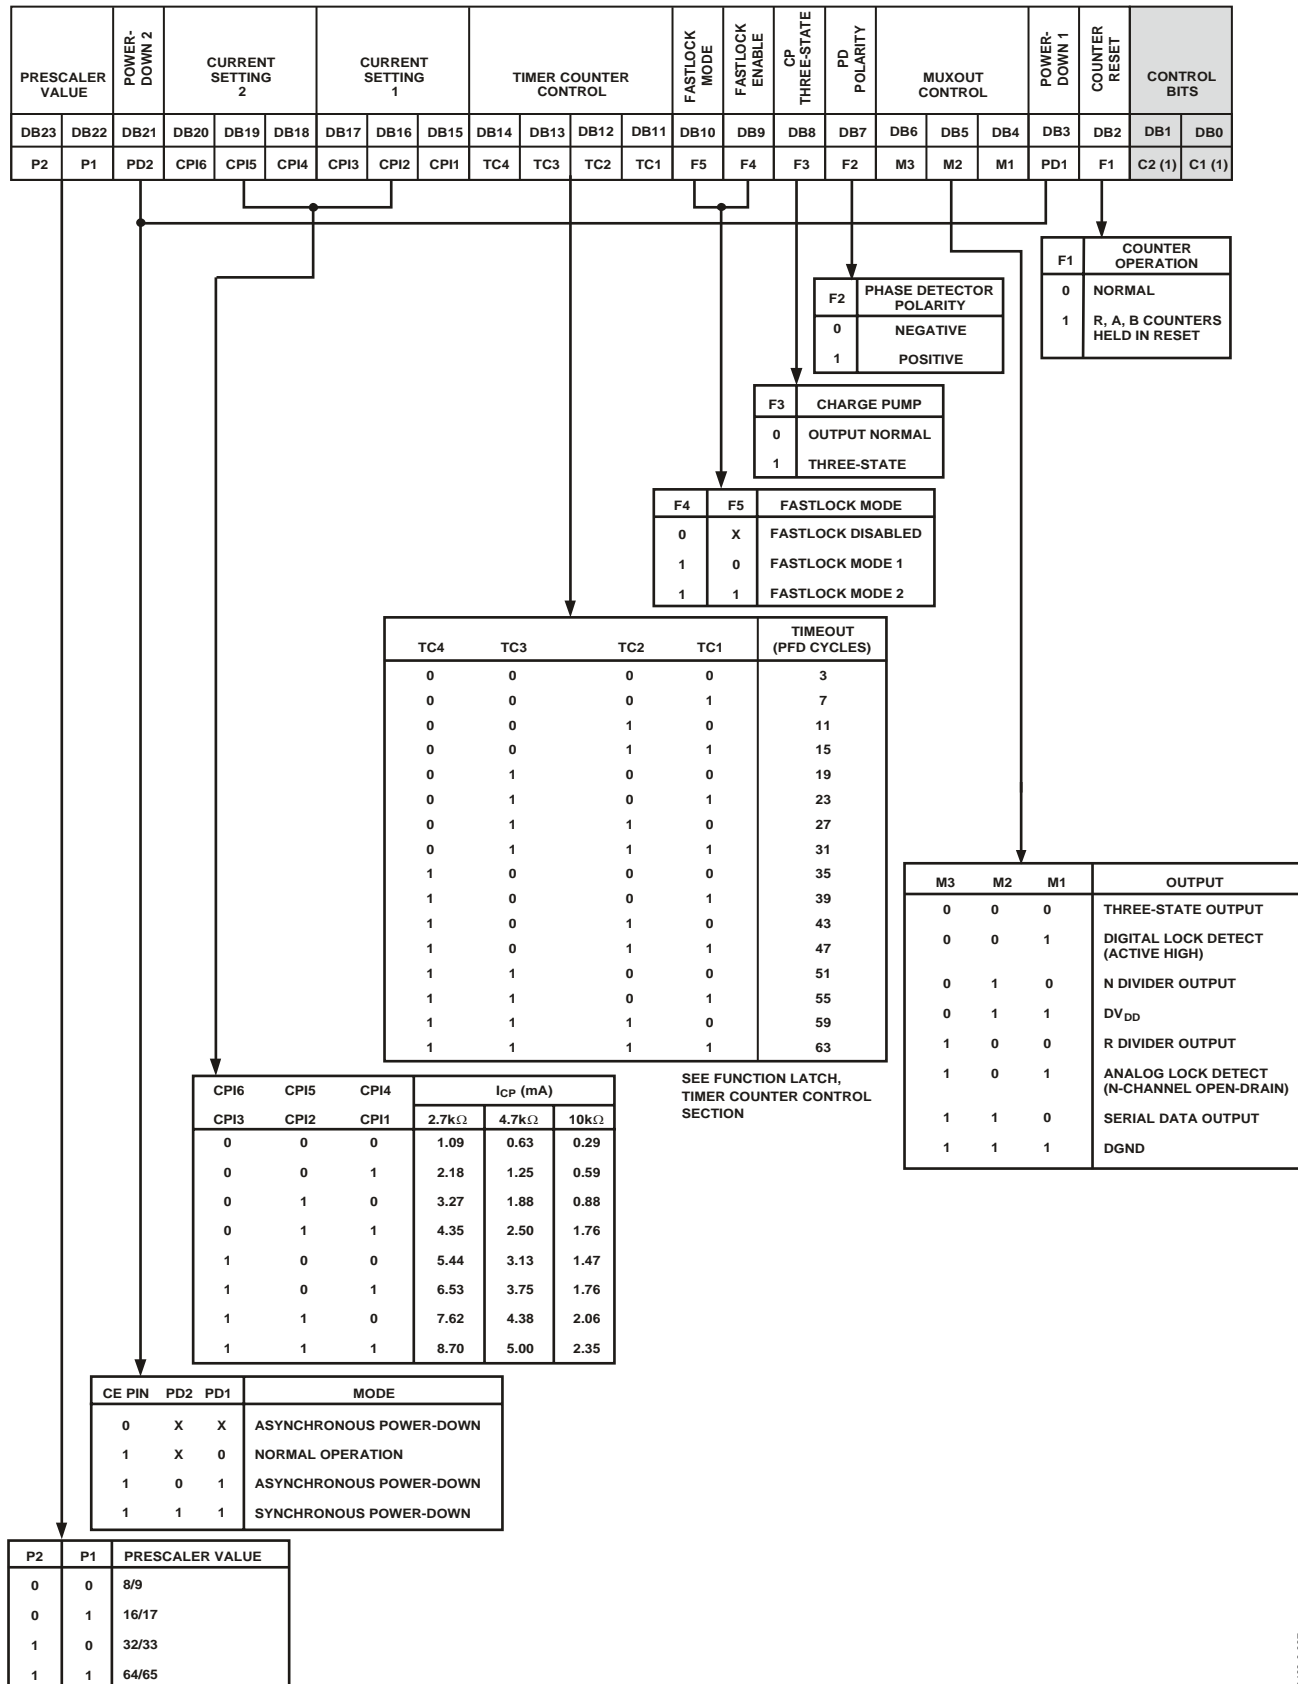 PRESCALER VALUE
POWER-DOWN 2
CURRENT SETTING 2
CURRENT SETTING 1
TIMER COUNTER CONTROL
FASTLOCK MODE
FASTLOCK ENABLE
CP THREE-STATE
PD POLARITY
MUXOUT CONTROL
POWER-DOWN 1
COUNTER RESET
CONTROL BITS
DB23 DB22 DB21 DB20 DB19 DB18 DB17 DB16 DB15 DB14 DB13 DB12 DB11 DB10 DB9 DB8 DB7 DB6 DB5 DB4 DB3 DB2 DB1 DB0
P2 P1 PD2 CPI6 CPI5 CPI4 CPI3 CPI2 CPI1 TC4 TC3 TC2 TC1 F5 F4 F3 F2 M3 M2 M1 PD1 F1 C2 (1) C1 (1)
F1 COUNTER OPERATION
0 NORMAL
1 R, A, B COUNTERS
HELD IN RESET
F2 PHASE DETECTOR POLARITY
0 NEGATIVE
1 POSITIVE
F3 CHARGE PUMP
0 OUTPUT NORMAL
1 THREE-STATE
F4 F5 FASTLOCK MODE
0 X FASTLOCK DISABLED
1 0 FASTLOCK MODE 1
1 1 FASTLOCK MODE 2
TC4 TC3 TC2 TC1 TIMEOUT (PFD CYCLES)
0 0 0 0 3
0 0 0 1 7
0 0 1 0 11
0 0 1 1 15
0 1 0 0 19
0 1 0 1 23
0 1 1 0 27
0 1 1 1 31
1 0 0 0 35
1 0 0 1 39
1 0 1 0 43
1 0 1 1 47
1 1 0 0 51
1 1 0 1 55
1 1 1 0 59
1 1 1 1 63
SEE FUNCTION LATCH,
TIMER COUNTER CONTROL
SECTION
M3 M2 M1 OUTPUT
0 0 0 THREE-STATE OUTPUT
0 0 1 DIGITAL LOCK DETECT
(ACTIVE HIGH)
0 1 0 N DIVIDER OUTPUT
0 1 1 DVDD
1 0 0 R DIVIDER OUTPUT
1 0 1 ANALOG LOCK DETECT
(N-CHANNEL OPEN-DRAIN)
1 1 0 SERIAL DATA OUTPUT
1 1 1 DGND
CPI6 CPI5 CPI4 ICP (mA)
CPI3 CPI2 CPI1 2.7kΩ 4.7kΩ 10kΩ
0 0 0 1.09 0.63 0.29
0 0 1 2.18 1.25 0.59
0 1 0 3.27 1.88 0.88
0 1 1 4.35 2.50 1.76
1 0 0 5.44 3.13 1.47
1 0 1 6.53 3.75 1.76
1 1 0 7.62 4.38 2.06
1 1 1 8.70 5.00 2.35
CE PIN PD2 PD1 MODE
0 X X ASYNCHRONOUS POWER-DOWN
1 X 0 NORMAL OPERATION
1 0 1 ASYNCHRONOUS POWER-DOWN
1 1 1 SYNCHRONOUS POWER-DOWN
P2 P1 PRESCALER VALUE
0 0 8/9
0 1 16/17
1 0 32/33
1 1 64/65